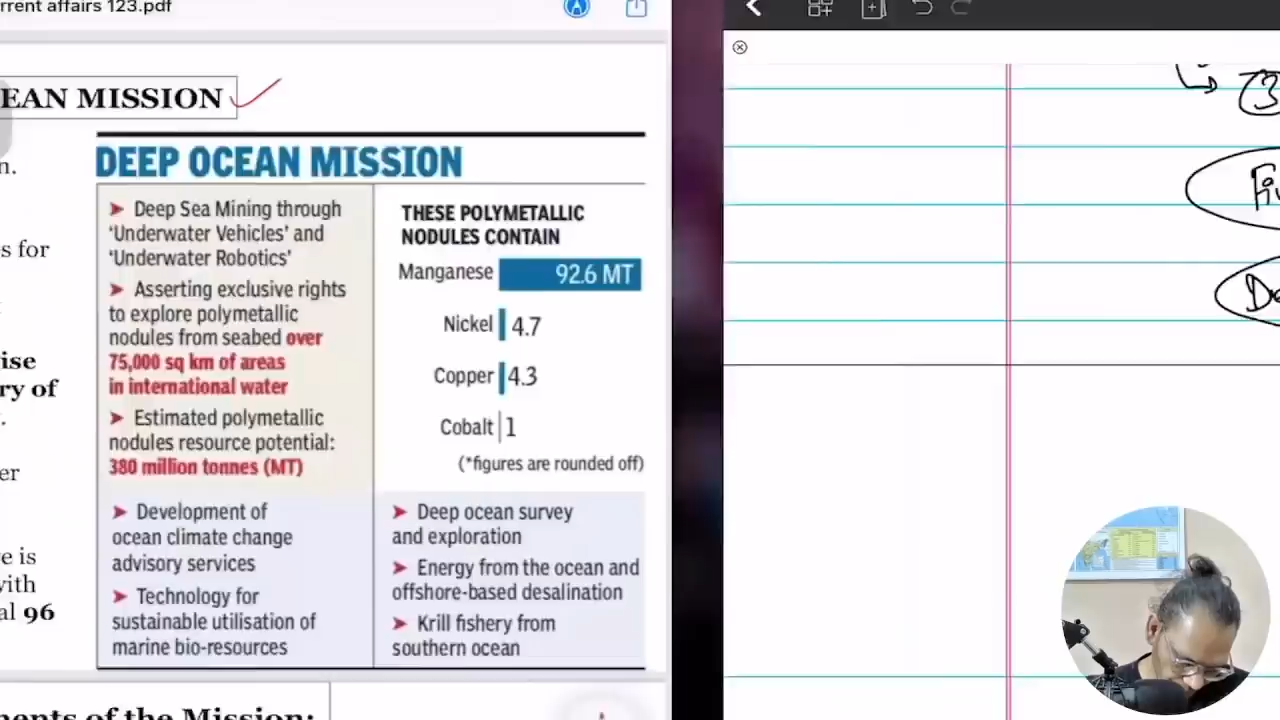 rrent affairs 123.pdf
EAN MISSION
n.
s for
ise
ry of
er
e is
vith
al 96
DEEP OCEAN MISSION
➤ Deep Sea Mining through
‘Underwater Vehicles’ and
‘Underwater Robotics’
➤ Asserting exclusive rights
to explore polymetallic
nodules from seabed over
75,000 sq km of areas
in international water
➤ Estimated polymetallic
nodules resource potential:
380 million tonnes (MT)
THESE POLYMETALLIC
NODULES CONTAIN
Manganese 92.6 MT
Nickel 4.7
Copper 4.3
Cobalt 1
(*figures are rounded off)
➤ Development of
ocean climate change
advisory services
➤ Technology for
sustainable utilisation of
marine bio-resources
➤ Deep ocean survey
and exploration
➤ Energy from the ocean and
offshore-based desalination
➤ Krill fishery from
southern ocean
ents of the Mission: